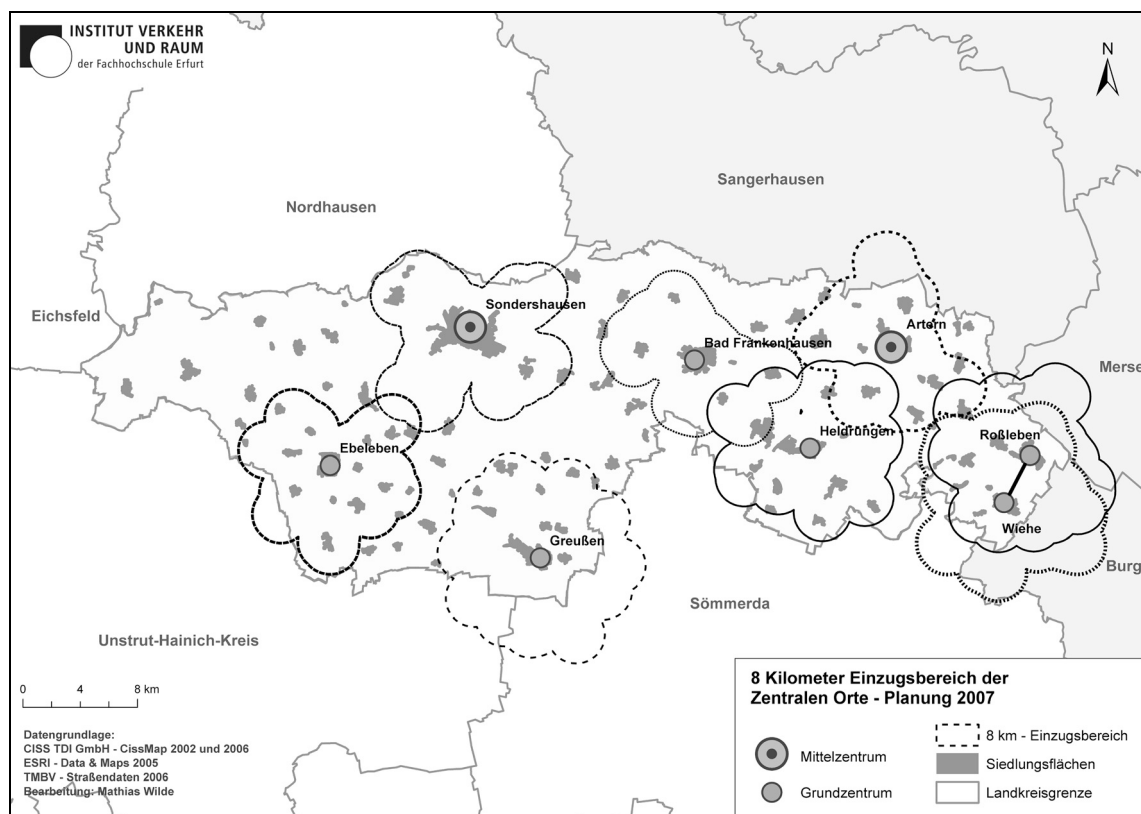 INSTITUT VERKEHR
UND RAUM
der Fachhochschule Erfurt
N
Sangerhausen
Nordhausen
Eichsfeld
Sondershausen
Artern
Bad Frankenhausen
Merse
Heldrungen
Roßleben
Ebeleben
Wiehe
Greußen
Burg
Sömmerda
Unstrut-Hainich-Kreis
0 4 8 km
Datengrundlage:
CISS TDI GmbH - CissMap 2002 und 2006
ESRI - Data & Maps 2005
TMBV - Straßendaten 2006
Bearbeitung: Mathias Wilde
8 Kilometer Einzugsbereich der
Zentralen Orte - Planung 2007
Mittelzentrum
Grundzentrum
8 km - Einzugsbereich
Siedlungsflächen
Landkreisgrenze